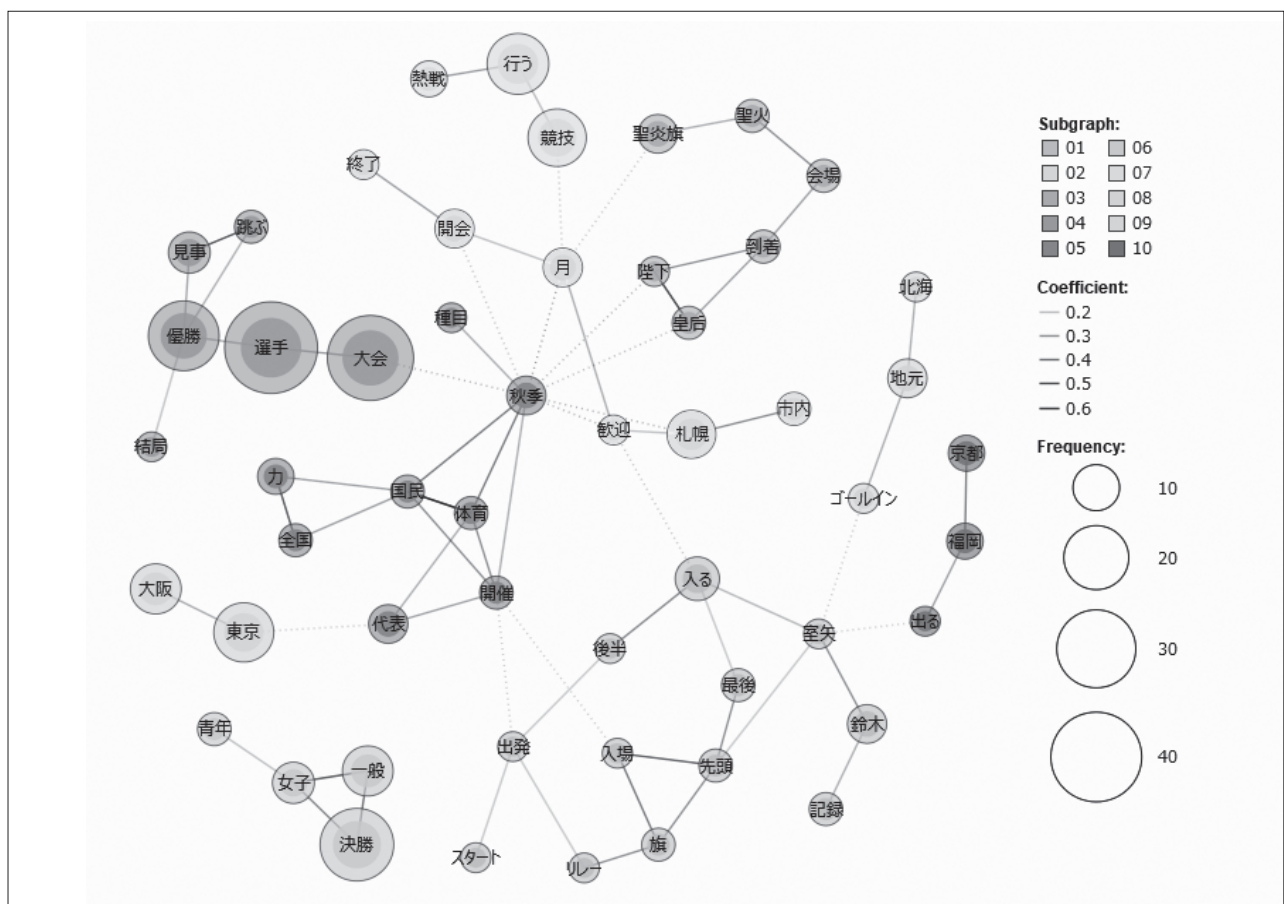 行う
熱戦
競技
聖火
聖炎旗
終了
会場
跳ぶ
開会
見事
到着
月
陛下
北海
種目
皇后
優勝
選手
大会
地元
秋季
市内
歓迎
札幌
結局
京都
力
国民
ゴールイン
体育
全国
福岡
大阪
入る
開催
東京
代表
出る
室矢
後半
最後
青年
鈴木
出発
入場
先頭
一般
女子
記録
決勝
旗
スタート
リレー
Subgraph:
01 06
02 07
03 08
04 09
05 10
Coefficient:
0.2
0.3
0.4
0.5
0.6
Frequency:
10
20
30
40